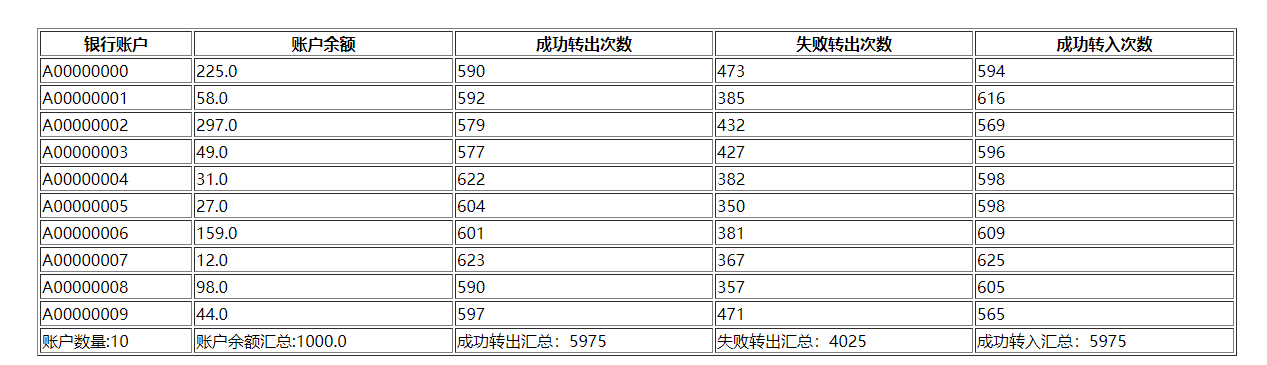 银行账户 账户余额 成功转出次数 失败转出次数 成功转入次数
A00000000 225.0 590 473 594
A00000001 58.0 592 385 616
A00000002 297.0 579 432 569
A00000003 49.0 577 427 596
A00000004 31.0 622 382 598
A00000005 27.0 604 350 598
A00000006 159.0 601 381 609
A00000007 12.0 623 367 625
A00000008 98.0 590 357 605
A00000009 44.0 597 471 565
账户数量:10 账户余额汇总:1000.0 成功转出汇总：5975 失败转出汇总：4025 成功转入汇总：5975